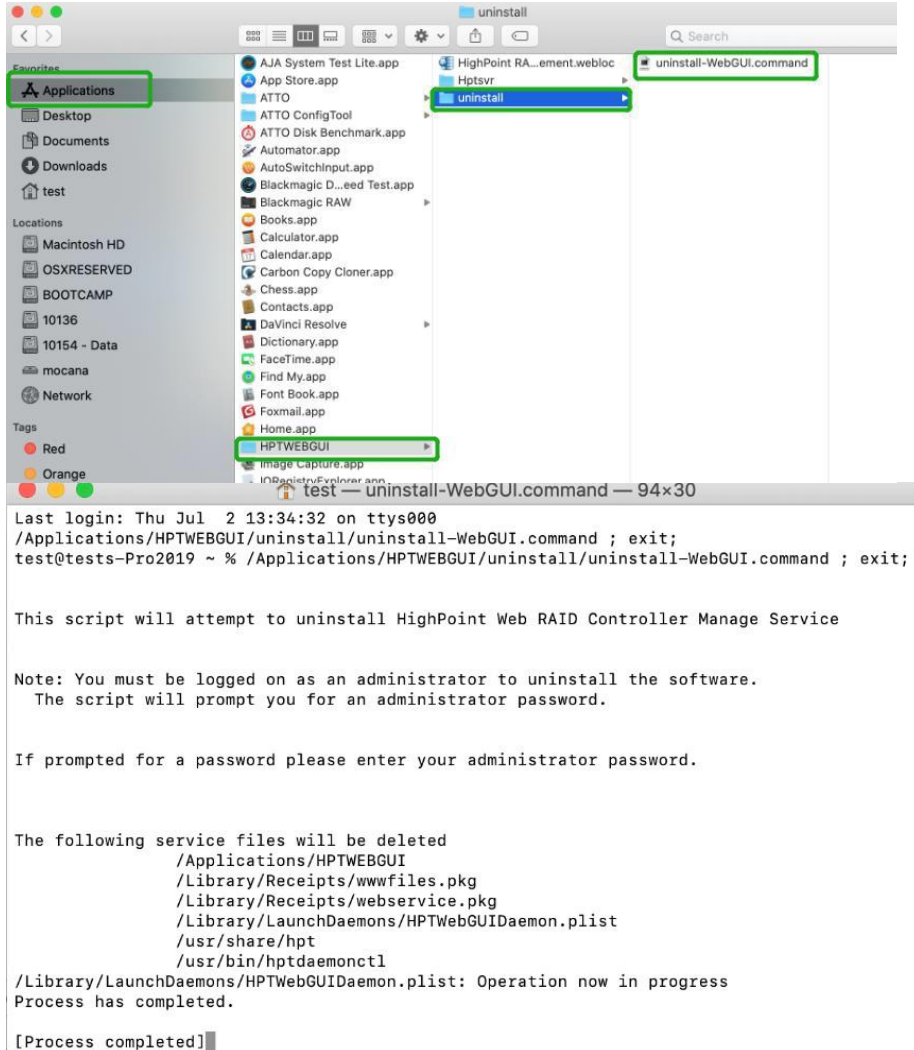 uninstall
Search
Favorites
Applications
Desktop
Documents
Downloads
test
Locations
Macintosh HD
OSXRESERVED
BOOTCAMP
10136
10154 - Data
mocana
Network
Tags
Red
Orange
AJA System Test Lite.app
App Store.app
ATTO
ATTO ConfigTool
ATTO Disk Benchmark.app
Automator.app
AutoSwitchInput.app
Blackmagic D...eed Test.app
Blackmagic RAW
Books.app
Calculator.app
Calendar.app
Carbon Copy Cloner.app
Chess.app
Contacts.app
DaVinci Resolve
Dictionary.app
FaceTime.app
Find My.app
Font Book.app
Foxmail.app
Home.app
HPTWEBGUI
Image Capture.app
IORegistryExplorer.app
HighPoint RA...ement.webloc
Hptsvr
uninstall
uninstall-WebGUI.command
test — uninstall-WebGUI.command — 94×30
Last login: Thu Jul  2 13:34:32 on ttys000
/Applications/HPTWEBGUI/uninstall/uninstall-WebGUI.command ; exit;
test@tests-Pro2019 ~ % /Applications/HPTWEBGUI/uninstall/uninstall-WebGUI.command ; exit;
This script will attempt to uninstall HighPoint Web RAID Controller Manage Service
Note: You must be logged on as an administrator to uninstall the software.
The script will prompt you for an administrator password.
If prompted for a password please enter your administrator password.
The following service files will be deleted
/Applications/HPTWEBGUI
/Library/Receipts/wwwfiles.pkg
/Library/Receipts/webservice.pkg
/Library/LaunchDaemons/HPTWebGUIDaemon.plist
/usr/share/hpt
/usr/bin/hptdaemonctl
/Library/LaunchDaemons/HPTWebGUIDaemon.plist: Operation now in progress
Process has completed.
[Process completed]